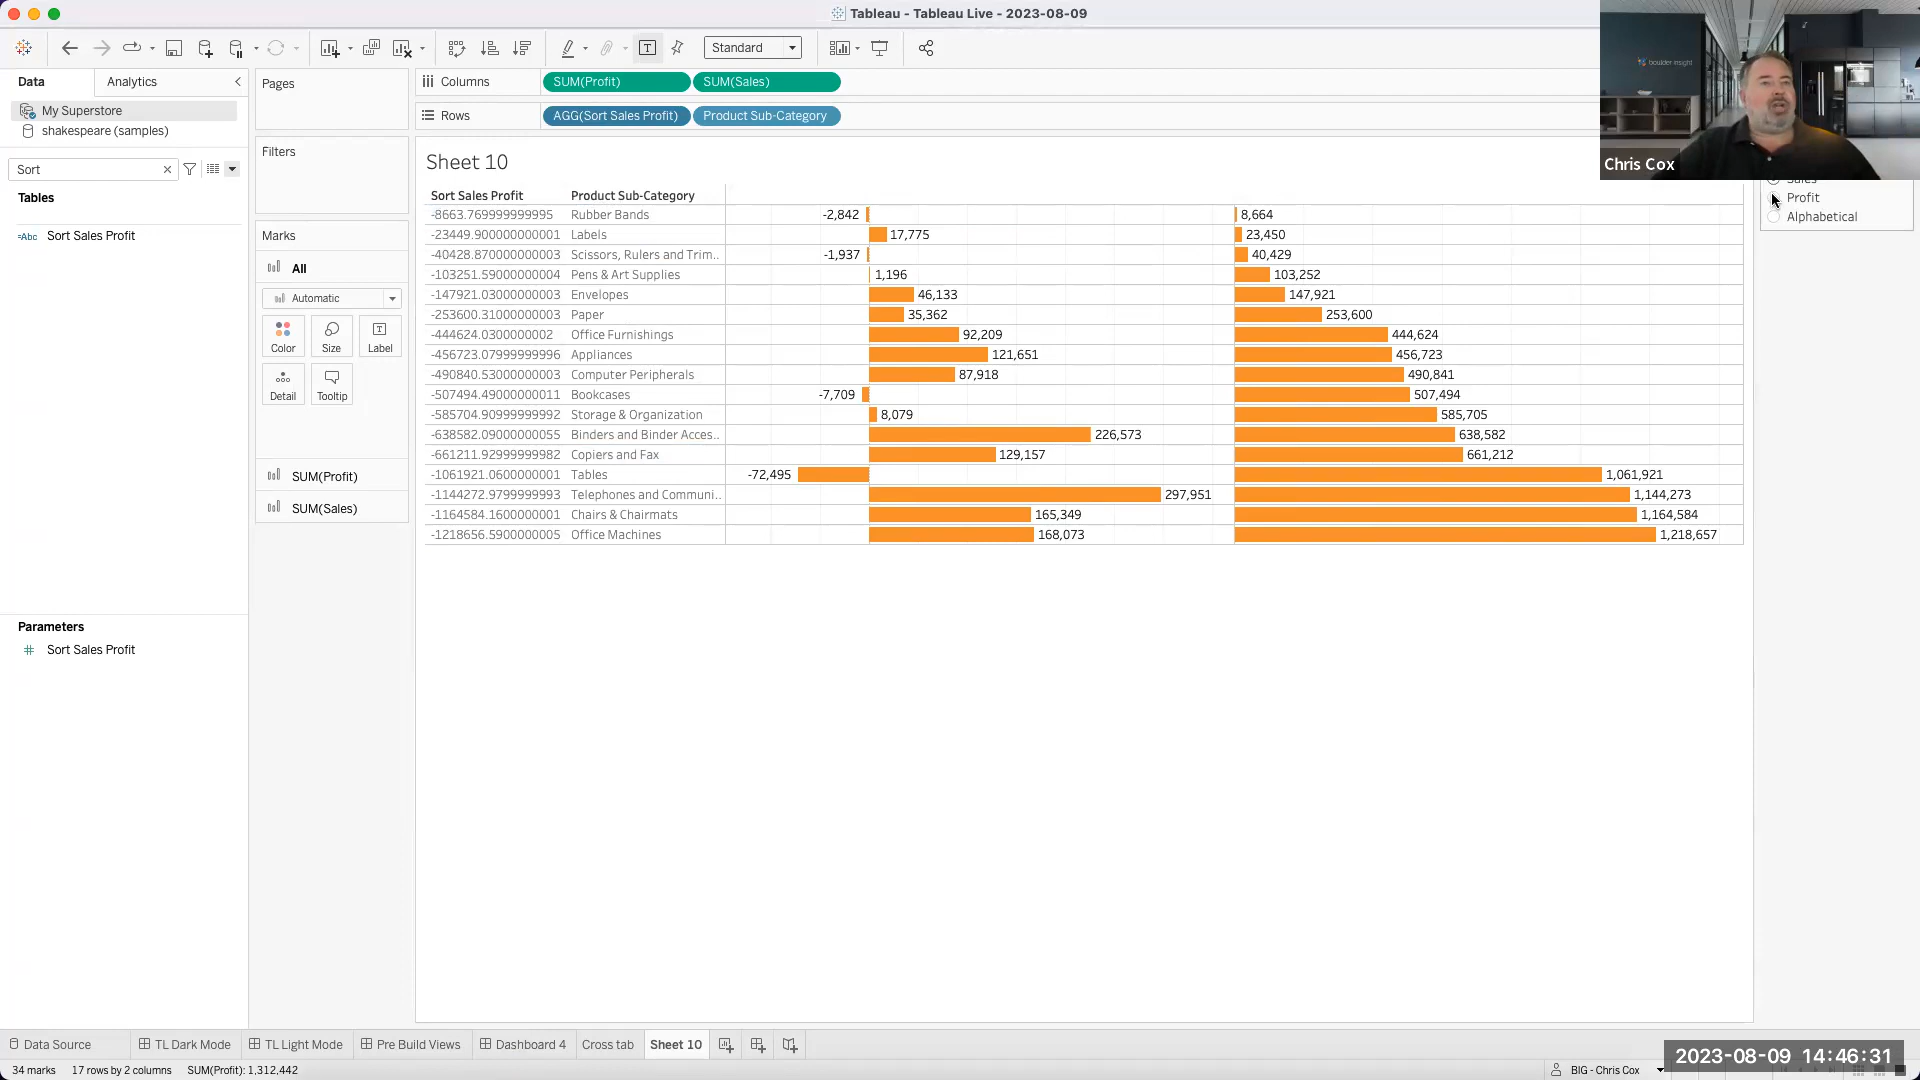 Tableau - Tableau Live - 2023-08-09
Standard
boulder insight
Chris Cox
Data
Analytics
My Superstore
shakespeare (samples)
Sort
Tables
Abc Sort Sales Profit
Parameters
# Sort Sales Profit
Pages
Filters
Marks
All
Automatic
Color
Size
Label
Detail
Tooltip
SUM(Profit)
SUM(Sales)
Columns
SUM(Profit)
SUM(Sales)
Rows
AGG(Sort Sales Profit)
Product Sub-Category
Sheet 10
Sort Sales Profit Product Sub-Category
-8663.769999999995 Rubber Bands -2,842 8,664
-23449.900000000001 Labels 17,775 23,450
-40428.870000000003 Scissors, Rulers and Trim.. -1,937 40,429
-103251.59000000004 Pens & Art Supplies 1,196 103,252
-147921.03000000003 Envelopes 46,133 147,921
-253600.31000000003 Paper 35,362 253,600
-444624.0300000002 Office Furnishings 92,209 444,624
-456723.07999999996 Appliances 121,651 456,723
-490840.53000000003 Computer Peripherals 87,918 490,841
-507494.49000000011 Bookcases -7,709 507,494
-585704.90999999992 Storage & Organization 8,079 585,705
-638582.09000000055 Binders and Binder Acces.. 226,573 638,582
-661211.92999999982 Copiers and Fax 129,157 661,212
-1061921.0600000001 Tables -72,495 1,061,921
-1144272.9799999993 Telephones and Communi.. 297,951 1,144,273
-1164584.1600000001 Chairs & Chairmats 165,349 1,164,584
-1218656.5900000005 Office Machines 168,073 1,218,657
Sales
Profit
Alphabetical
Data Source
TL Dark Mode
TL Light Mode
Pre Build Views
Dashboard 4
Cross tab
Sheet 10
34 marks 17 rows by 2 columns SUM(Profit): 1,312,442
BIG - Chris Cox
2023-08-09 14:46:31